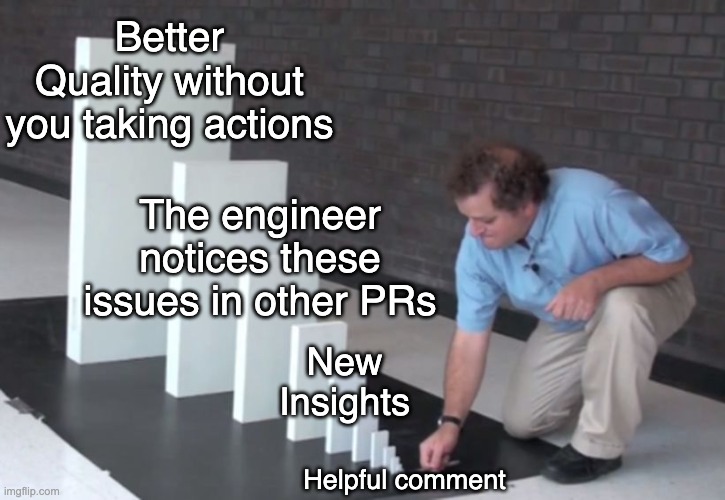 Better
Quality without
you taking actions
The engineer
notices these
issues in other PRs
New
Insights
Helpful comment
imgflip.com